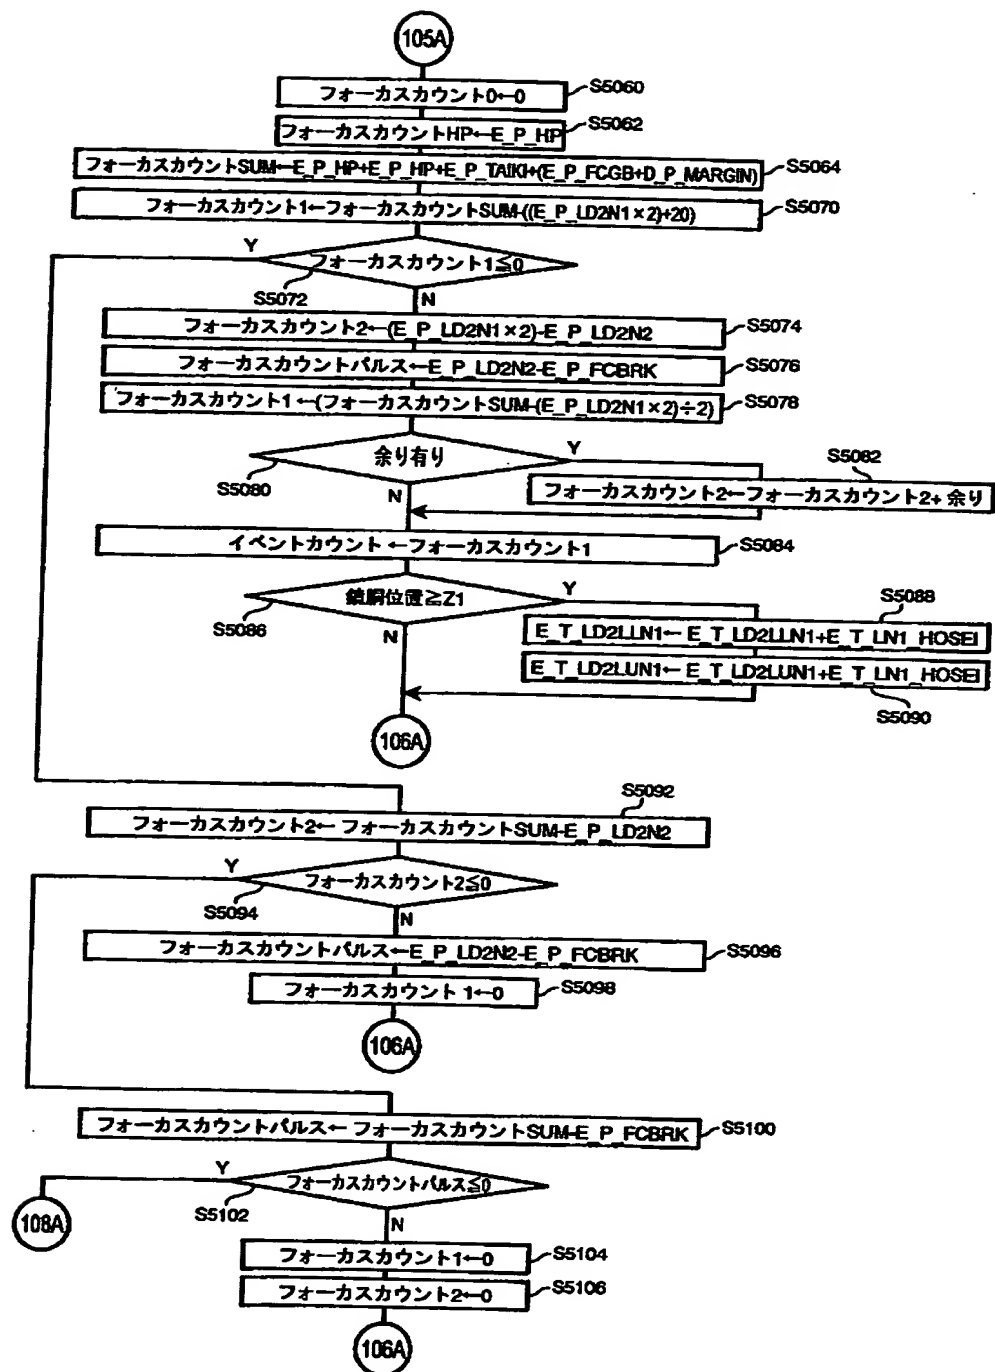 105A
フォーカスカウント0←0
S5060
フォーカスカウントHP←E_P_HP
S5062
フォーカスカウントSUM←E_P_HP+E_P_HP+E_P_TAIKI+(E_P_FCGB+D_P_MARGIN)
S5064
フォーカスカウント1←フォーカスカウントSUM-((E_P_LD2N1×2)+20)
S5070
Y
フォーカスカウント1≦0
S5072
N
フォーカスカウント2←(E_P_LD2N1×2)-E_P_LD2N2
S5074
フォーカスカウントパルス←E_P_LD2N2-E_P_FCBRK
S5076
フォーカスカウント1←(フォーカスカウントSUM-(E_P_LD2N1×2)÷2)
S5078
余り有り
Y
S5080
N
S5082
フォーカスカウント2←フォーカスカウント2+余り
イベントカウント←フォーカスカウント1
S5084
鏡胴位置≧Z1
Y
S5086
N
S5088
E_T_LD2LLN1←E_T_LD2LLN1+E_T_LN1_HOSEI
E_T_LD2LUN1←E_T_LD2LUN1+E_T_LN1_HOSEI
S5090
106A
S5092
フォーカスカウント2←フォーカスカウントSUM-E_P_LD2N2
Y
フォーカスカウント2≦0
S5094
N
フォーカスカウントパルス←E_P_LD2N2-E_P_FCBRK
S5096
フォーカスカウント1←0
S5098
106A
フォーカスカウントパルス←フォーカスカウントSUM-E_P_FCBRK
S5100
Y
フォーカスカウントパルス≦0
S5102
N
108A
フォーカスカウント1←0
S5104
フォーカスカウント2←0
S5106
106A